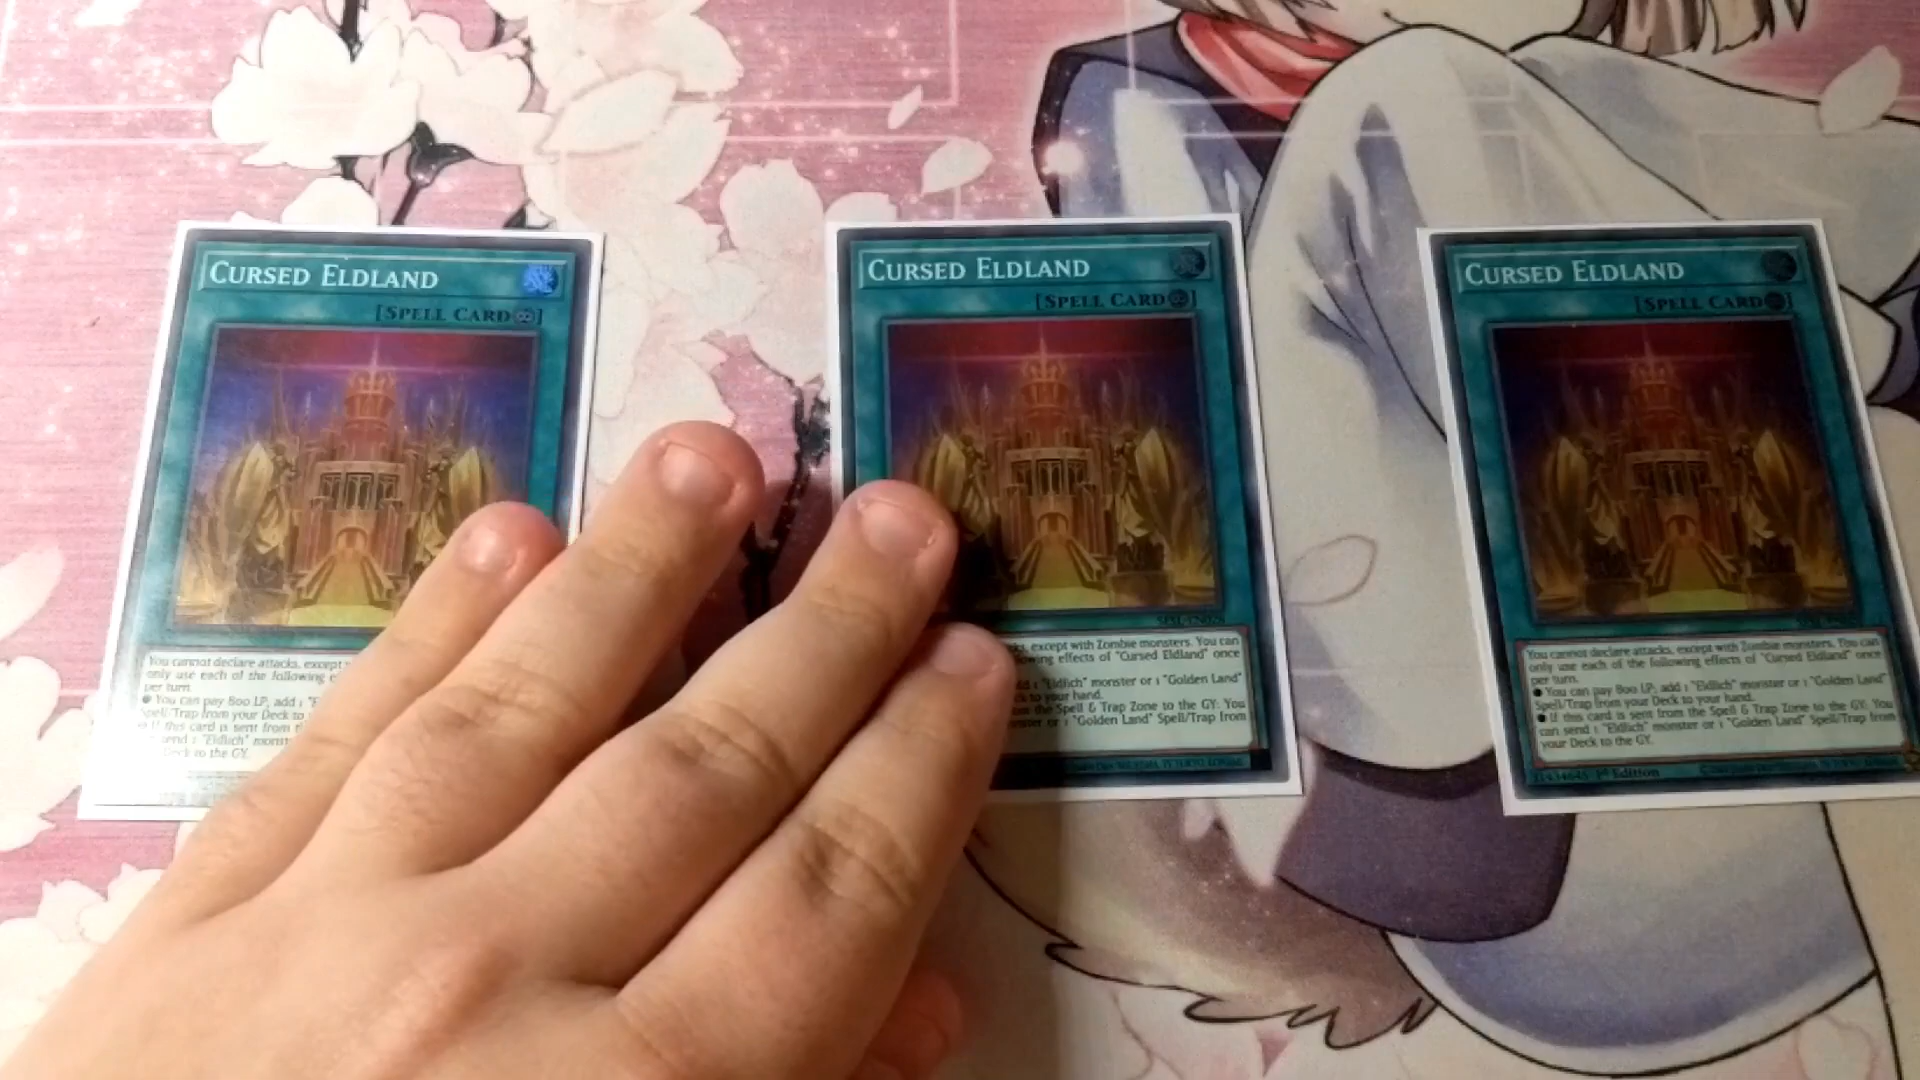 CURSED ELDLAND
[SPELL CARD]
You cannot declare attacks, except
only use each of the following
per turn.
● You can pay 800 LP; add 1
Spell/Trap from your Deck to
● If this card is sent from
send 1 "Eldlich"
Deck to the GY.
CURSED ELDLAND
[SPELL CARD]
except with Zombie monsters. You can
effects of "Cursed Eldland" once
1 "Eldlich" monster or 1 "Golden Land"
to your hand.
the Spell & Trap Zone to the GY: You
or 1 "Golden Land" Spell/Trap from
CURSED ELDLAND
[SPELL CARD]
You cannot declare attacks, except with Zombie monsters. You can
only use each of the following effects of "Cursed Eldland" once
per turn.
● You can pay 800 LP; add 1 "Eldlich" monster or 1 "Golden Land"
Spell/Trap from your Deck to your hand.
● If this card is sent from the Spell & Trap Zone to the GY: You
can send 1 "Eldlich" monster or 1 "Golden Land" Spell/Trap from
your Deck to the GY.
1st Edition